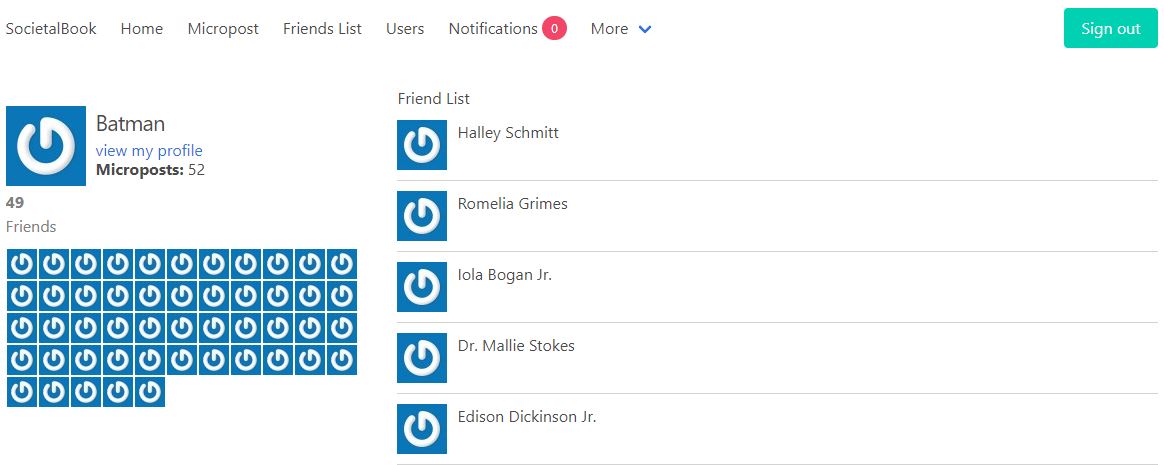 SocietalBook Home Micropost Friends List Users Notifications 0 More Sign out
Batman
view my profile
Microposts: 52
49
Friends
Friend List
Halley Schmitt
Romelia Grimes
Iola Bogan Jr.
Dr. Mallie Stokes
Edison Dickinson Jr.